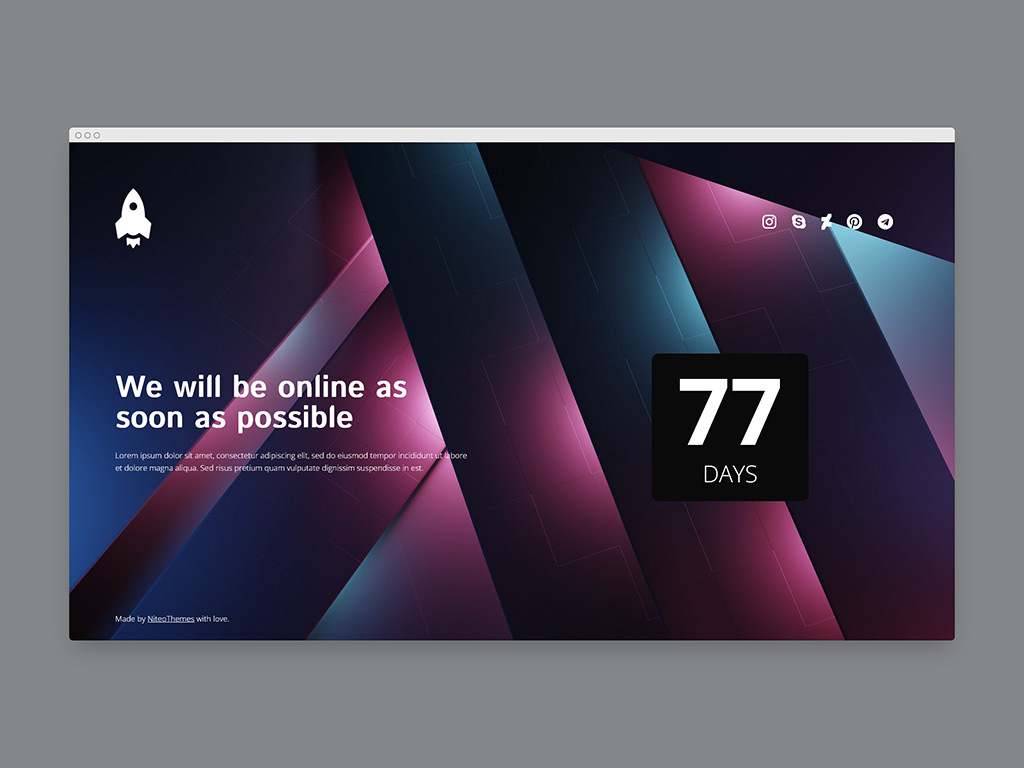 We will be online as
soon as possible
Lorem ipsum dolor sit amet, consectetur adipiscing elit, sed do eiusmod tempor incididunt ut labore
et dolore magna aliqua. Sed risus pretium quam vulputate dignissim suspendisse in est.
77
DAYS
Made by NiteoThemes with love.